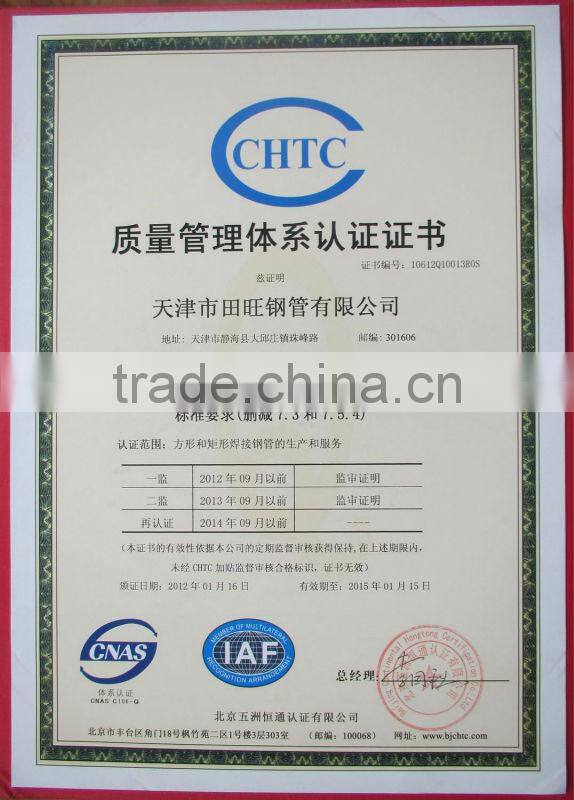 CHTC
质量管理体系认证证书
证书编号：10612Q10013R0S
兹证明
天津市田旺钢管有限公司
地址：天津市静海县大邱庄镇珠峰路 邮编：301606
trade.china.cn
标准要求(删减7.3和7.5.4)
认证范围：方形和矩形焊接钢管的生产和服务
一监 2012年09月以前 监审证明
二监 2013年09月以前 监审证明
再认证 2014年09月以前 ----
(本证书的有效性依据本公司的定期监督审核获得保持,在上述期限内,
未经CHTC加贴监督审核合格标识，证书无效)
颁证日期：2012年01月16日 有效期至：2015年01月15日
CNAS
体系认证
CNAS C106-Q
MEMBER OF MULTILATERAL
IAF
RECOGNITION ARRANGEMENT
总经理：
北京五洲恒通认证有限公司
北京市丰台区角门18号枫竹苑二区1号楼3层303室 (邮编：100068) 网址：www.bjchtc.com